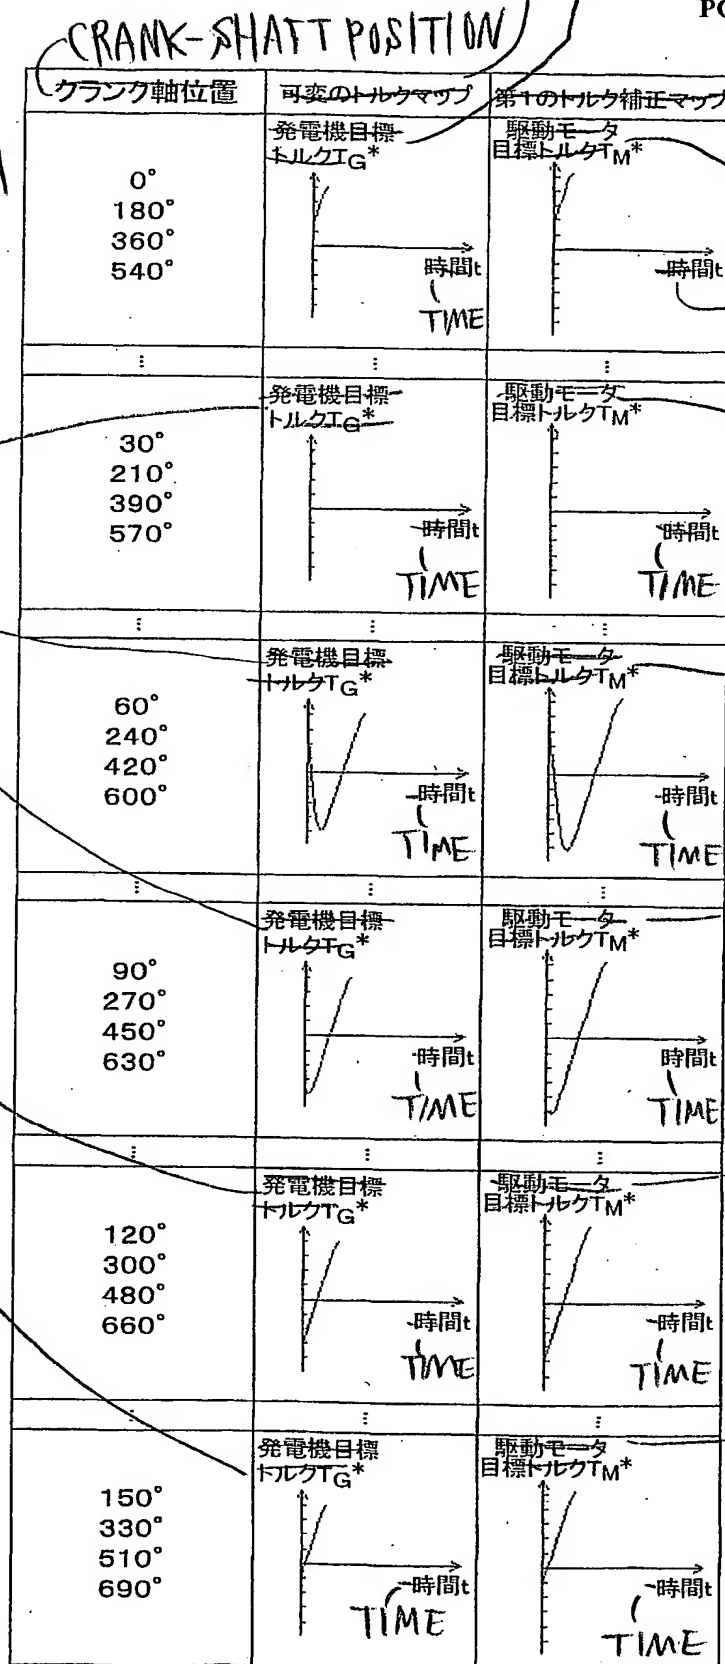 PO
CRANK-SHAFT POSITION
クランク軸位置 可変のトルクマップ 第1のトルク補正マップ
0°
180°
360°
540°
発電機目標
トルクTG*
時間t
TIME
駆動モータ
目標トルクTM*
時間t
⋮ ⋮ ⋮
30°
210°
390°
570°
発電機目標
トルクTG*
時間t
TIME
駆動モータ
目標トルクTM*
時間t
TIME
⋮ ⋮ ⋮
60°
240°
420°
600°
発電機目標
トルクTG*
時間t
TIME
駆動モータ
目標トルクTM*
時間t
TIME
⋮ ⋮ ⋮
90°
270°
450°
630°
発電機目標
トルクTG*
時間t
TIME
駆動モータ
目標トルクTM*
時間t
TIME
⋮ ⋮ ⋮
120°
300°
480°
660°
発電機目標
トルクTG*
時間t
TIME
駆動モータ
目標トルクTM*
時間t
TIME
⋮ ⋮ ⋮
150°
330°
510°
690°
発電機目標
トルクTG*
時間t
TIME
駆動モータ
目標トルクTM*
時間t
TIME